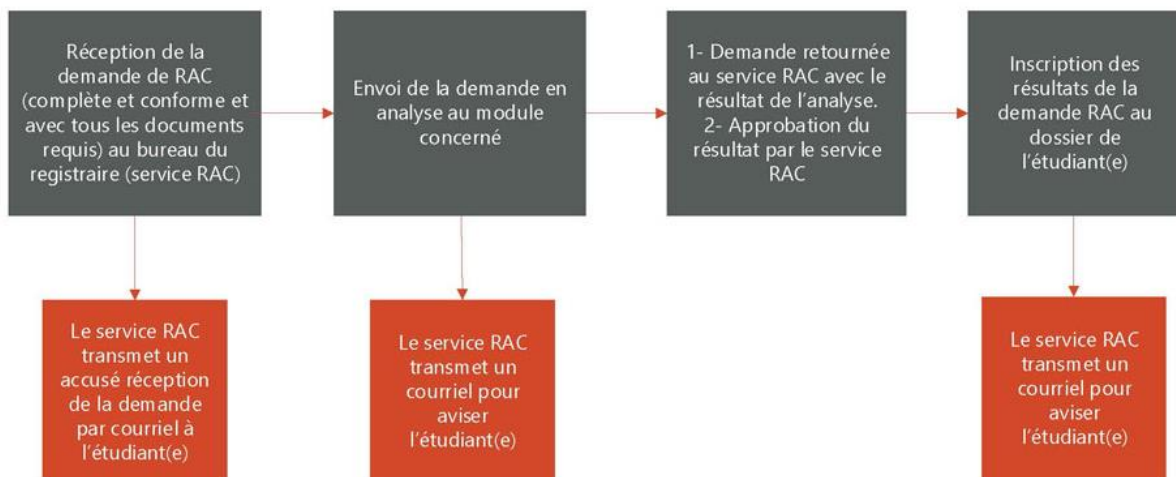 Réception de la
demande de RAC
(complète et conforme et
avec tous les documents
requis) au bureau du
registraire (service RAC)
Envoi de la demande en
analyse au module
concerné
1- Demande retournée
au service RAC avec le
résultat de l'analyse.
2- Approbation du
résultat par le service
RAC
Inscription des
résultats de la
demande RAC au
dossier de
l'étudiant(e)
Le service RAC
transmet un
accusé réception
de la demande
par courriel à
l'étudiant(e)
Le service RAC
transmet un
courriel pour
aviser
l'étudiant(e)
Le service RAC
transmet un
courriel pour
aviser
l'étudiant(e)